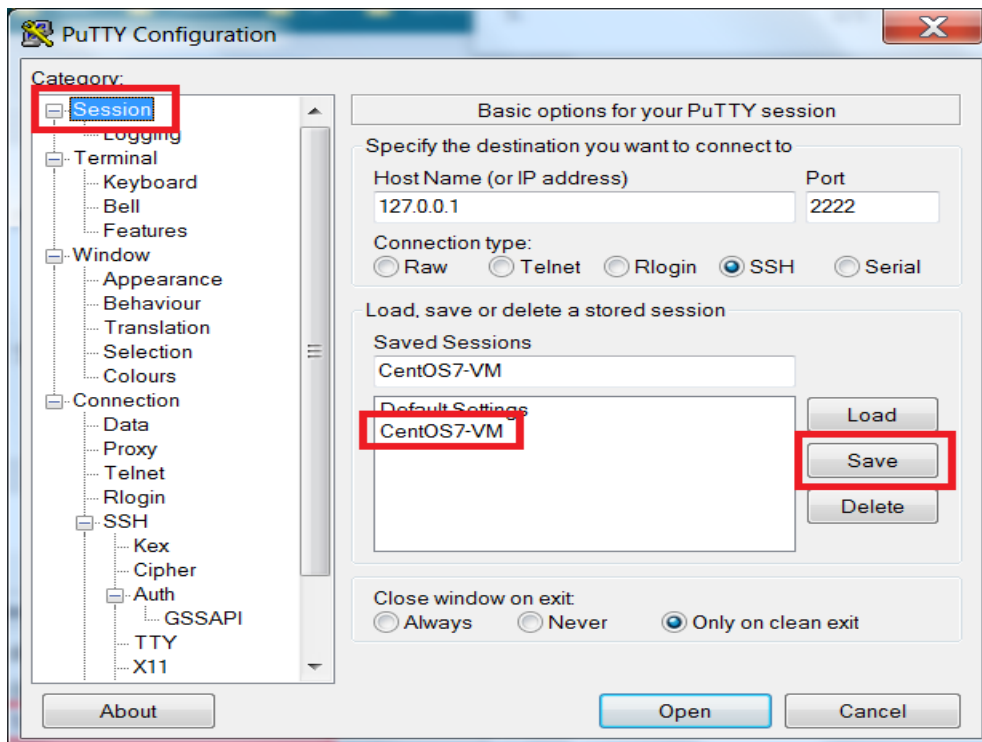 PuTTY Configuration
Category:
Session
Logging
Terminal
Keyboard
Bell
Features
Window
Appearance
Behaviour
Translation
Selection
Colours
Connection
Data
Proxy
Telnet
Rlogin
SSH
Kex
Cipher
Auth
GSSAPI
TTY
X11
Basic options for your PuTTY session
Specify the destination you want to connect to
Host Name (or IP address) Port
127.0.0.1 2222
Connection type:
Raw Telnet Rlogin SSH Serial
Load, save or delete a stored session
Saved Sessions
CentOS7-VM
Default Settings
CentOS7-VM
Load
Save
Delete
Close window on exit:
Always Never Only on clean exit
About Open Cancel